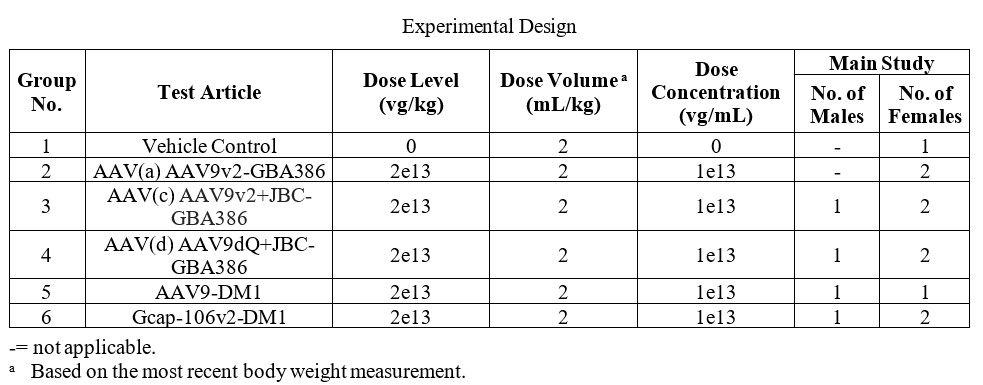 Experimental Design
Group No. Test Article Dose Level (vg/kg) Dose Volume a (mL/kg) Dose Concentration (vg/mL) Main Study
No. of Males No. of Females
1 Vehicle Control 0 2 0 - 1
2 AAV(a) AAV9v2-GBA386 2e13 2 1e13 - 2
3 AAV(c) AAV9v2+JBC-GBA386 2e13 2 1e13 1 2
4 AAV(d) AAV9dQ+JBC-GBA386 2e13 2 1e13 1 2
5 AAV9-DM1 2e13 2 1e13 1 1
6 Gcap-106v2-DM1 2e13 2 1e13 1 2
-= not applicable.
a Based on the most recent body weight measurement.